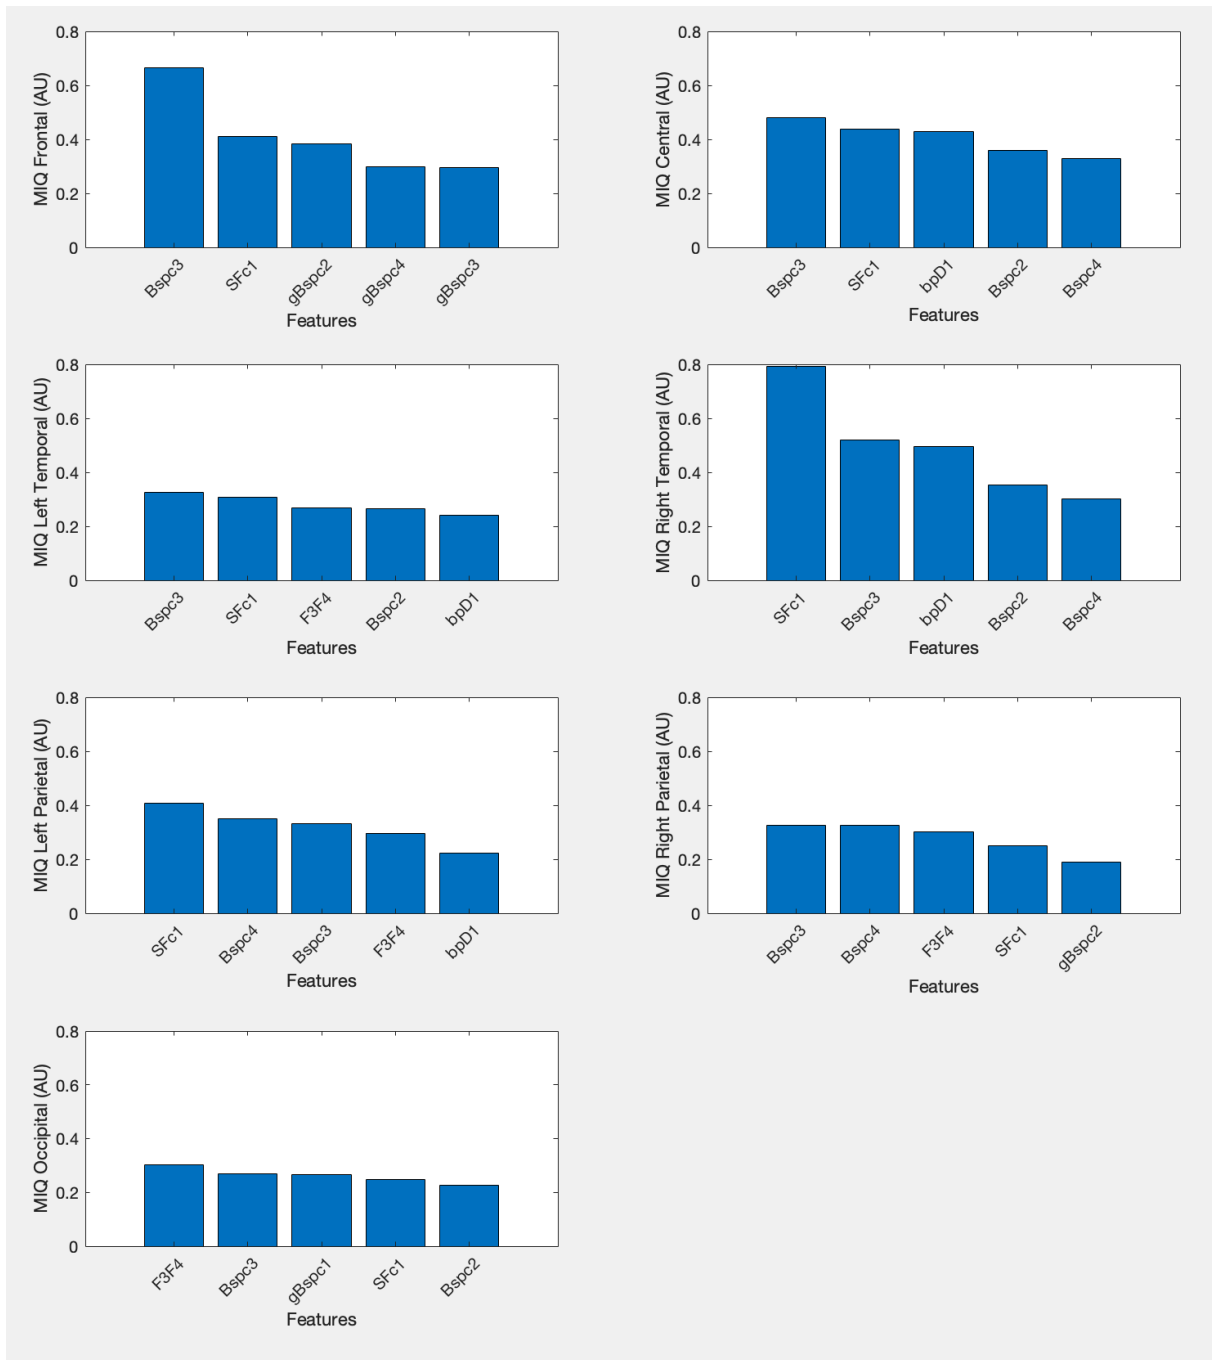 MIQ Frontal (AU)
0.8
0.6
0.4
0.2
0
Bspc3 SFc1 gBspc2 gBspc4 gBspc3
Features
MIQ Central (AU)
0.8
0.6
0.4
0.2
0
Bspc3 SFc1 bpD1 Bspc2 Bspc4
Features
MIQ Left Temporal (AU)
0.8
0.6
0.4
0.2
0
Bspc3 SFc1 F3F4 Bspc2 bpD1
Features
MIQ Right Temporal (AU)
0.8
0.6
0.4
0.2
0
SFc1 Bspc3 bpD1 Bspc2 Bspc4
Features
MIQ Left Parietal (AU)
0.8
0.6
0.4
0.2
0
SFc1 Bspc4 Bspc3 F3F4 bpD1
Features
MIQ Right Parietal (AU)
0.8
0.6
0.4
0.2
0
Bspc3 Bspc4 F3F4 SFc1 gBspc2
Features
MIQ Occipital (AU)
0.8
0.6
0.4
0.2
0
F3F4 Bspc3 gBspc1 SFc1 Bspc2
Features